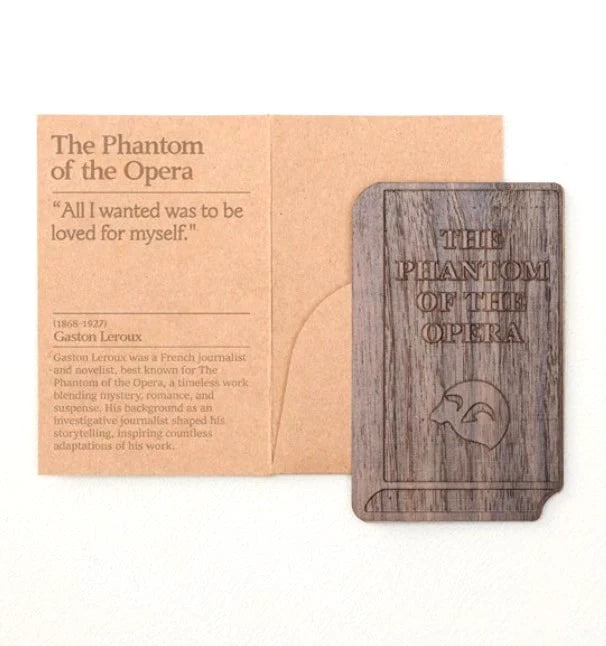 The Phantom
of the Opera
“All I wanted was to be
loved for myself."
(1868-1927)
Gaston Leroux
Gaston Leroux was a French journalist
and novelist, best known for The
Phantom of the Opera, a timeless work
blending mystery, romance, and
suspense. His background as an
investigative journalist shaped his
storytelling, inspiring countless
adaptations of his work.
THE
PHANTOM
OF THE
OPERA